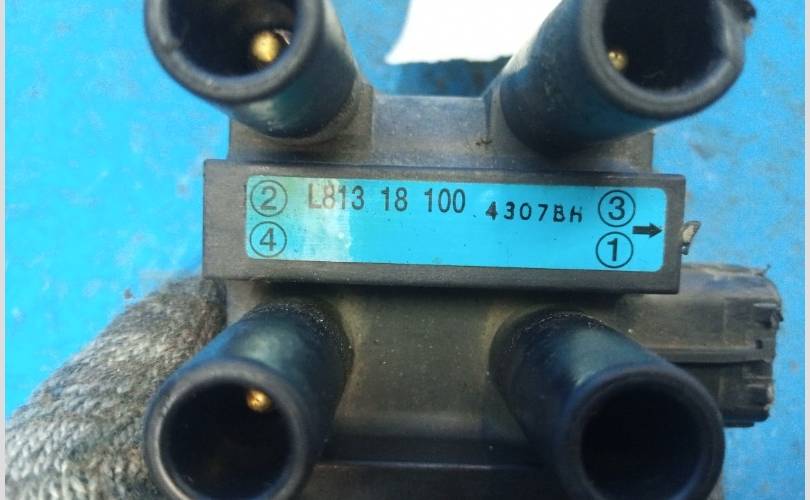 ② L813 18 100 4307BH ③
④ ① →